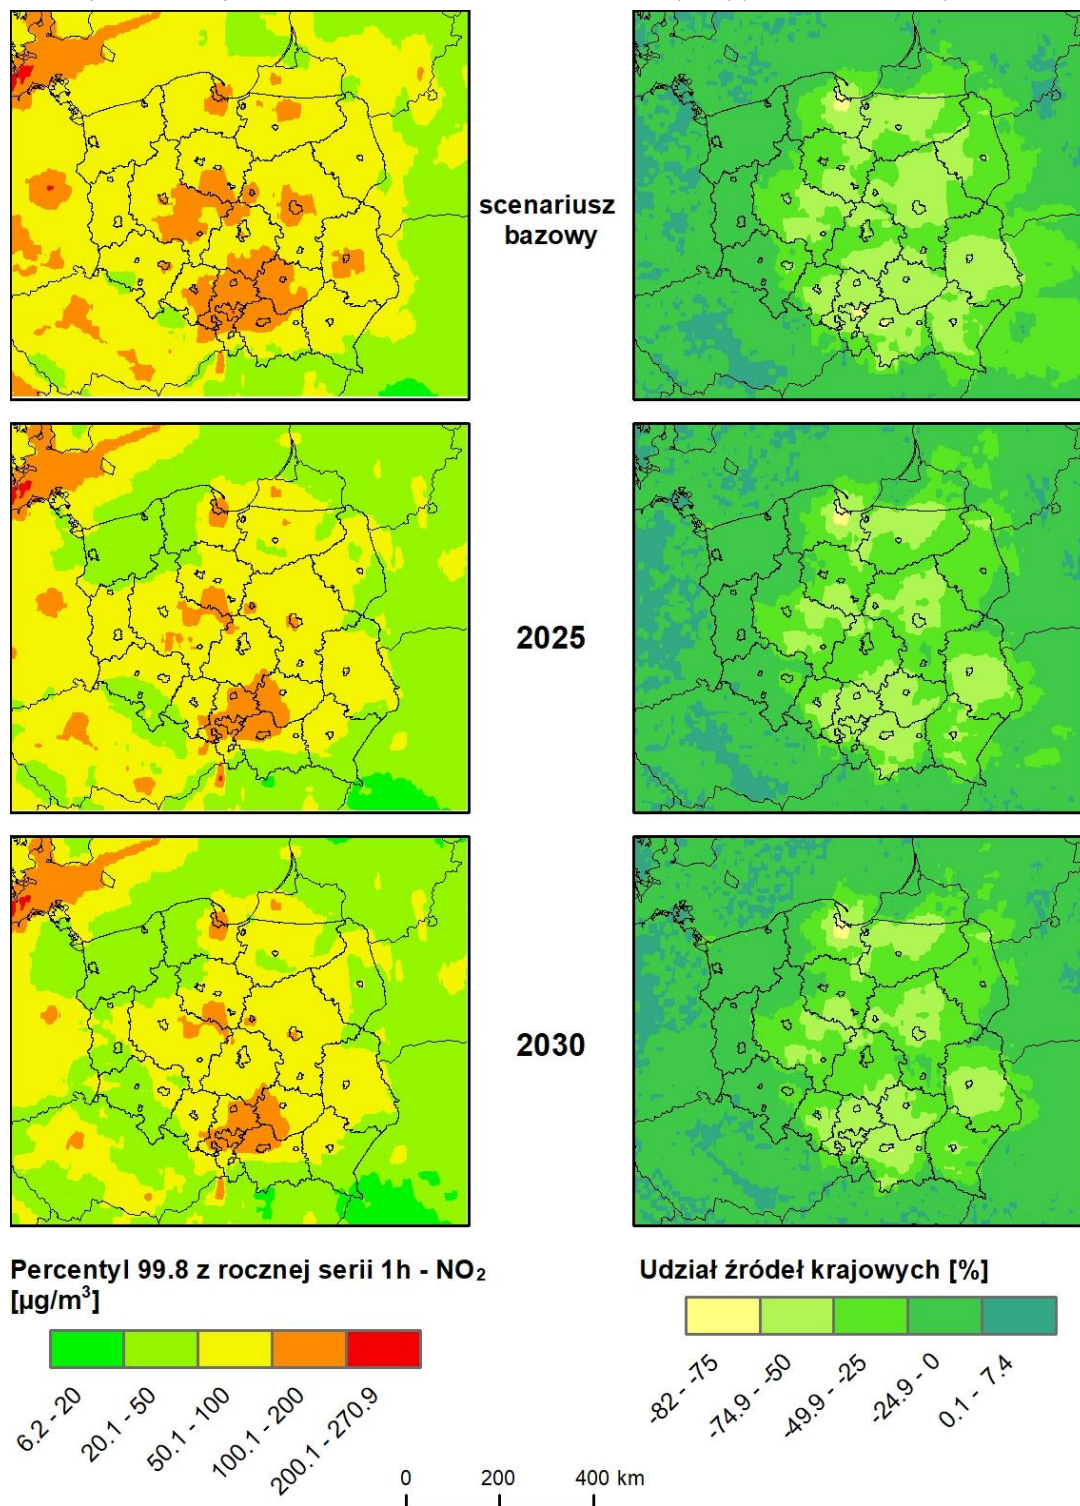 scenariusz
bazowy
2025
2030
Percentyl 99.8 z rocznej serii 1h - NO₂
[µg/m³]
6.2 - 20
20.1 - 50
50.1 - 100
100.1 - 200
200.1 - 270.9
Udział źródeł krajowych [%]
-82 - -75
-74.9 - -50
-49.9 - -25
-24.9 - 0
0.1 - 7.4
0 200 400 km